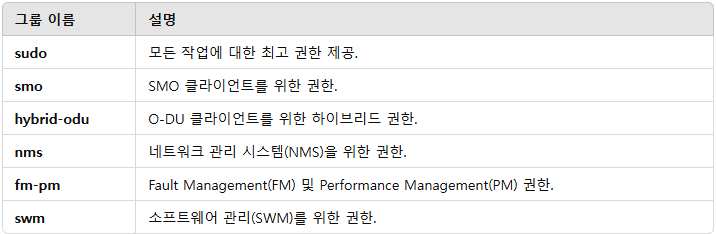 그룹 이름 설명
sudo 모든 작업에 대한 최고 권한 제공.
smo SMO 클라이언트를 위한 권한.
hybrid-odu O-DU 클라이언트를 위한 하이브리드 권한.
nms 네트워크 관리 시스템(NMS)을 위한 권한.
fm-pm Fault Management(FM) 및 Performance Management(PM) 권한.
swm 소프트웨어 관리(SWM)를 위한 권한.